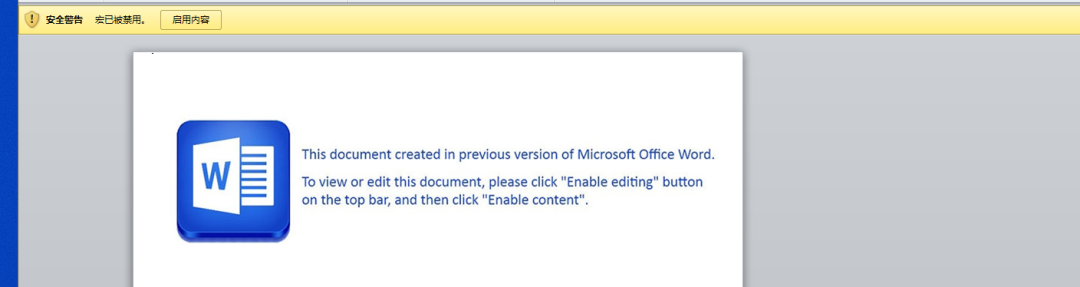 安全警告 宏已被禁用。 启用内容
W
This document created in previous version of Microsoft Office Word.
To view or edit this document, please click "Enable editing" button
on the top bar, and then click "Enable content".